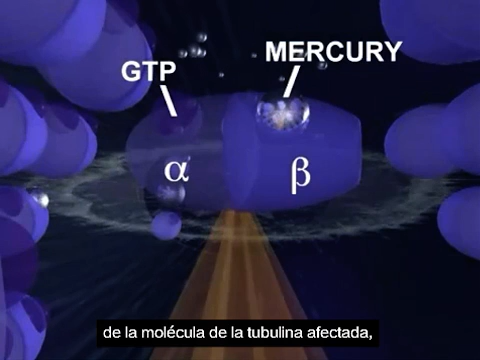 MERCURY
GTP
α
β
de la molécula de la tubulina afectada,